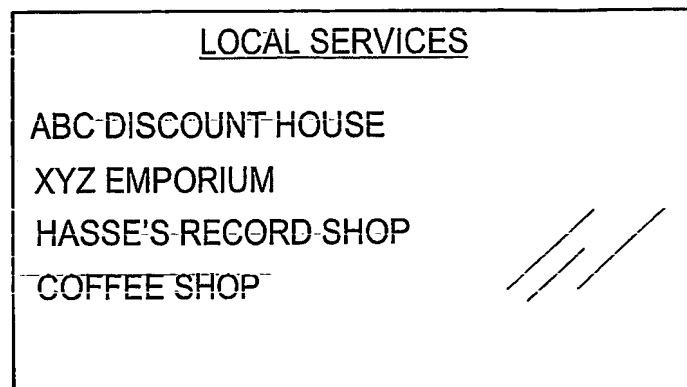 LOCAL SERVICES
ABC DISCOUNT HOUSE
XYZ EMPORIUM
HASSE'S RECORD SHOP
COFFEE SHOP